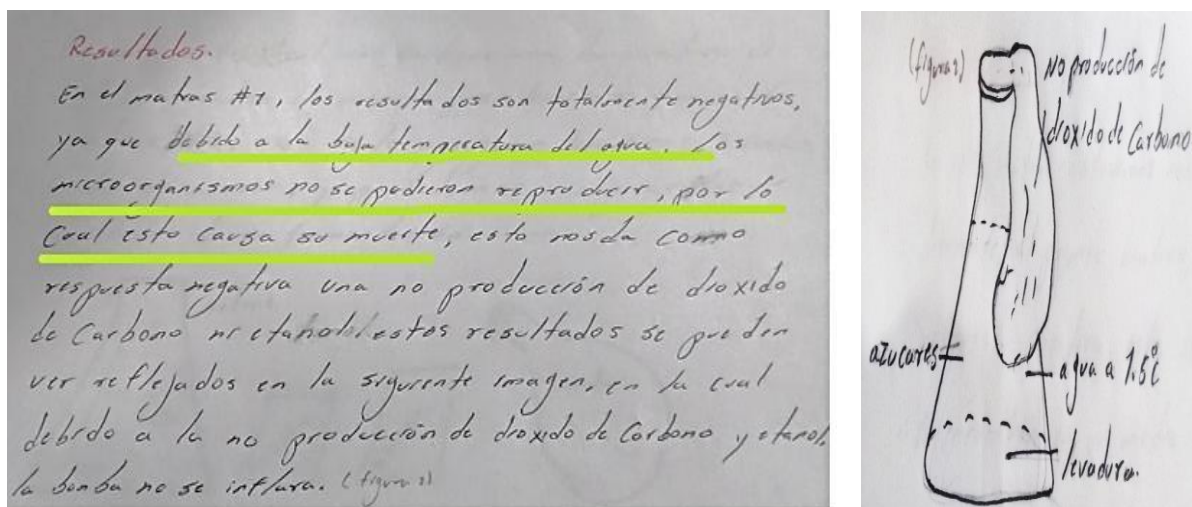 Resultados.
En el matras #1, los resultados son totalmente negativos,
ya que debido a la baja temperatura del agua, los
microorganismos no se pudieron reproducir, por lo
cual esto causa su muerte, esto nos da como
respuesta negativa una no producción de dioxido
de Carbono ni etanol, estos resultados se pueden
ver reflejados en la siguiente imagen, en la cual
debido a la no producción de dioxido de Carbono y etanol,
la bomba no se inflara. (figura
(figura
No producción de
dioxido de Carbono
azucares
agua a 1.5°C
levadura.